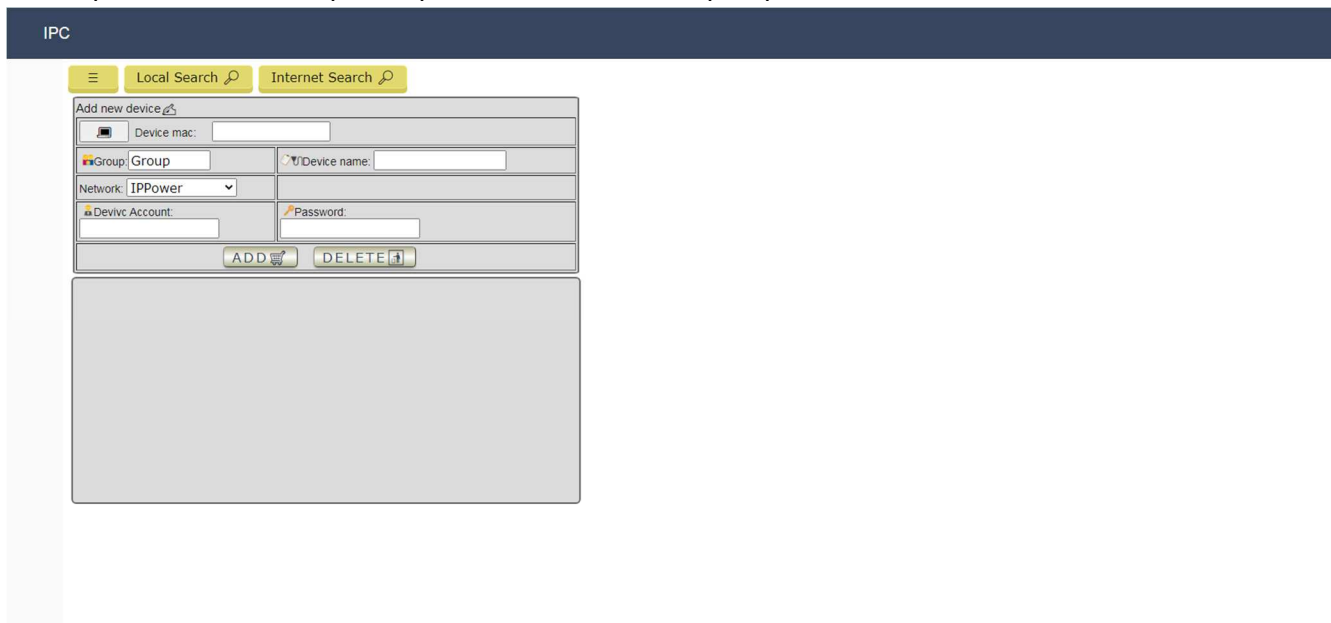 IPC
☰ Local Search Internet Search
Add new device
Device mac:
Group: Group Device name:
Network: IPPower
Devivc Account: Password:
ADD DELETE